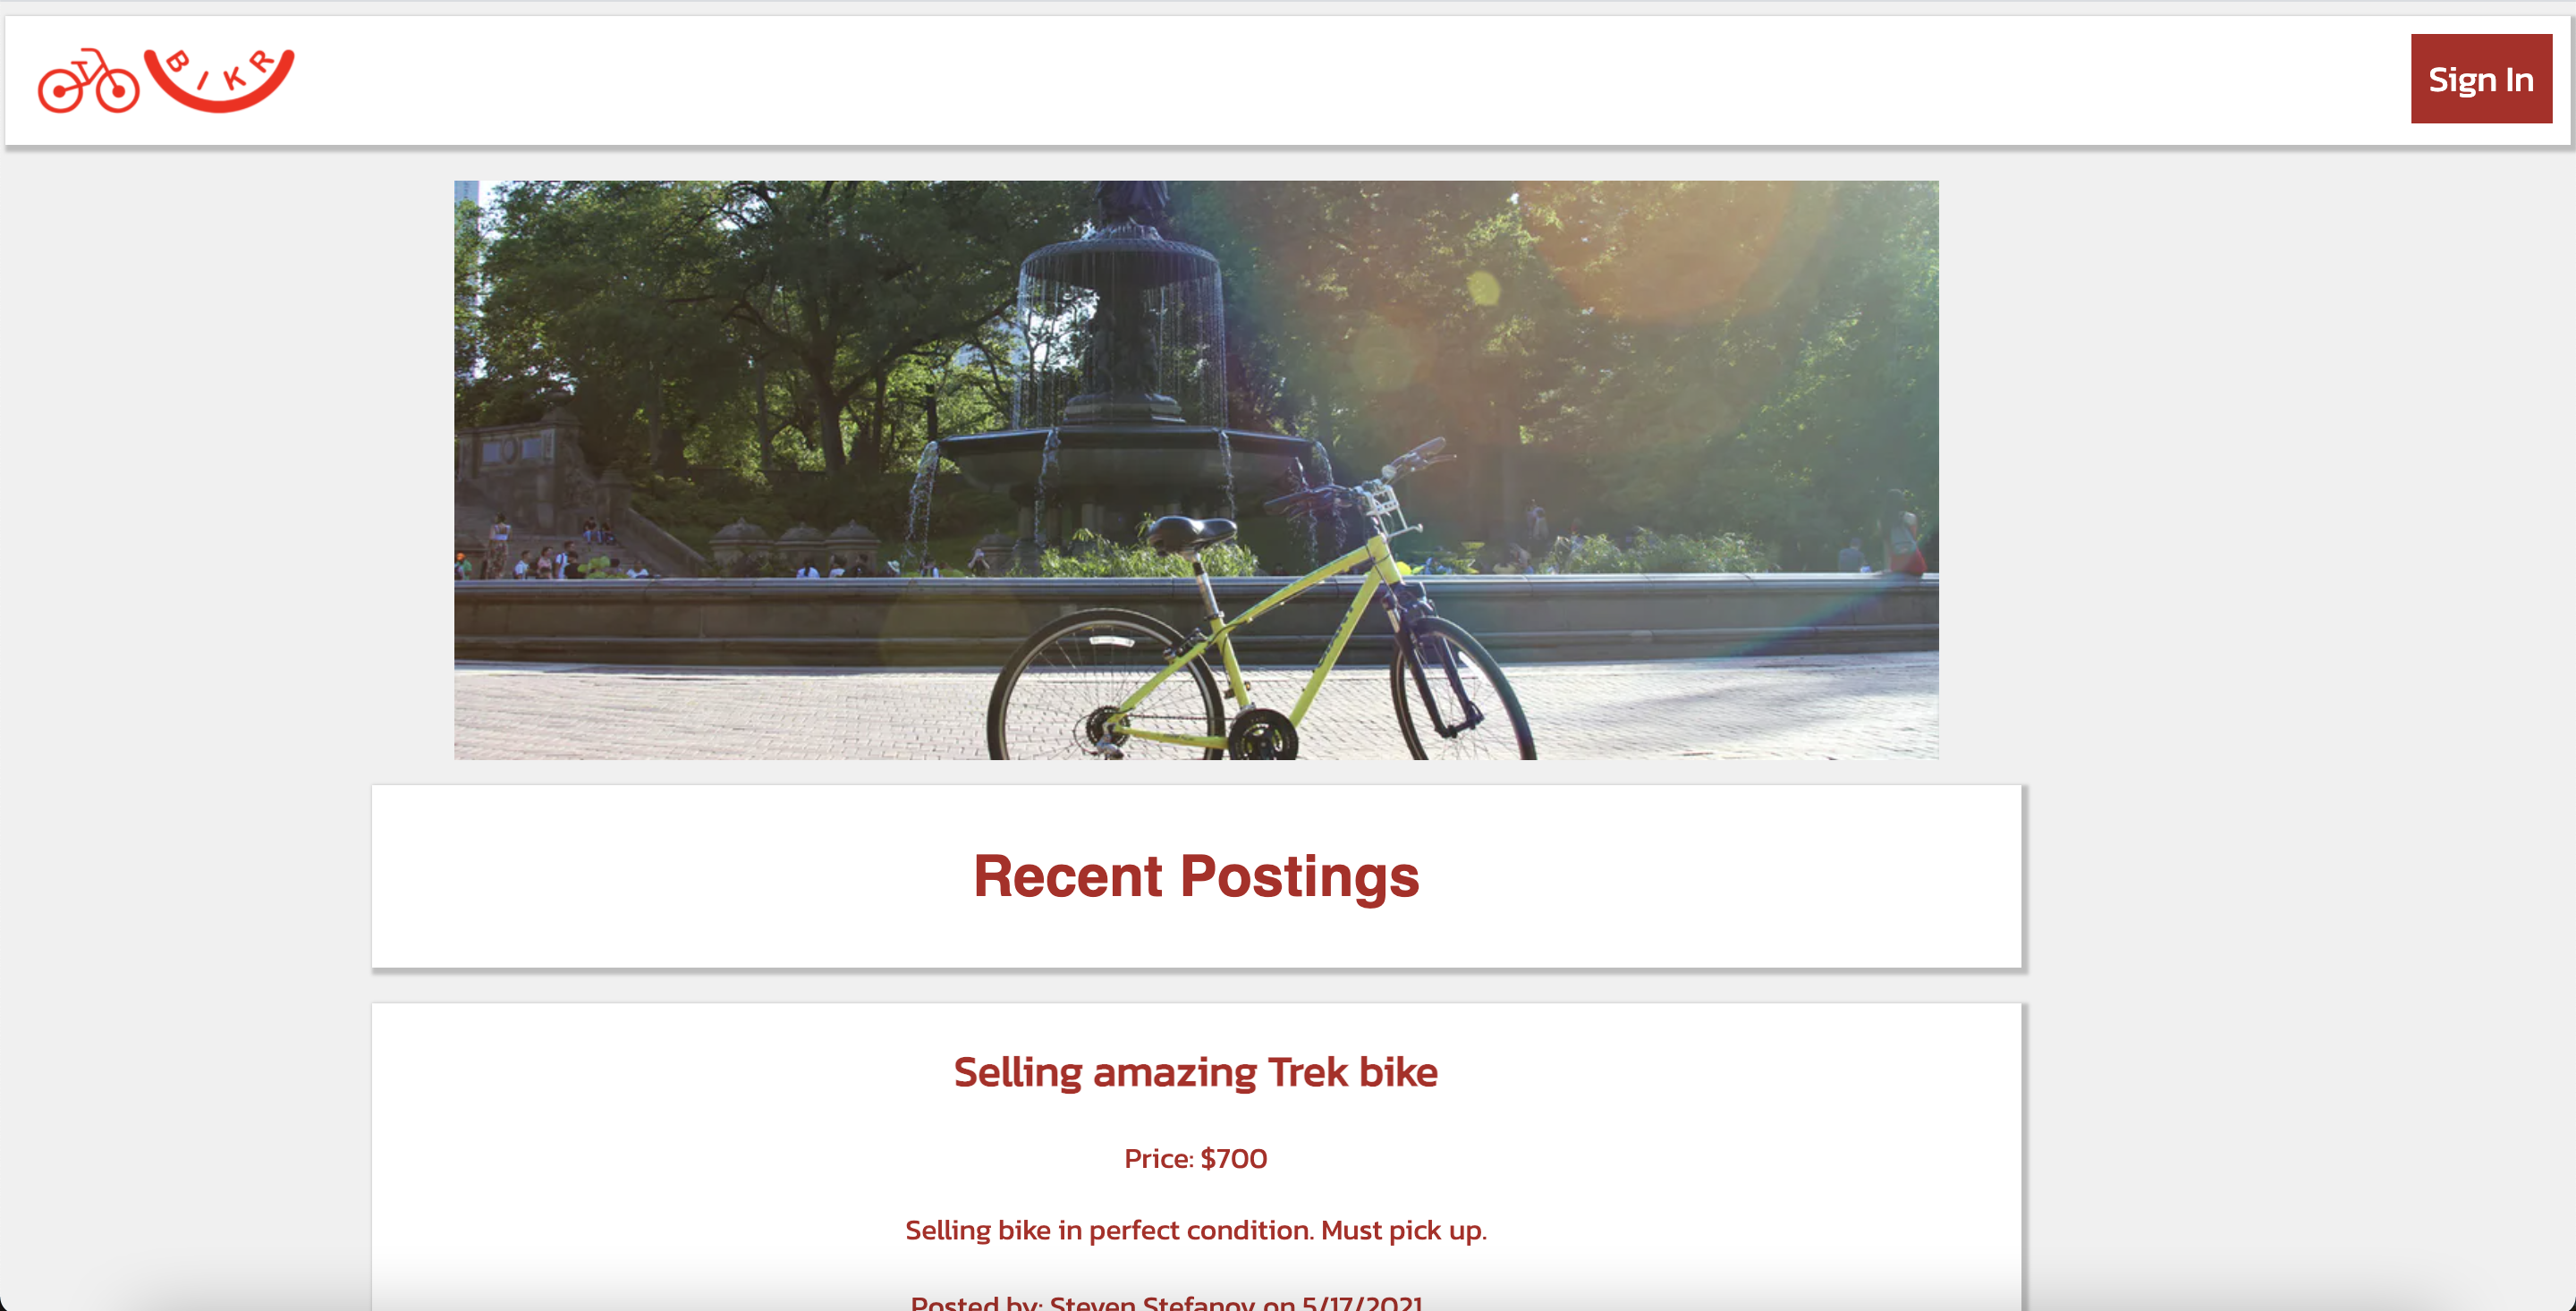 BIKR
Sign In
Recent Postings
Selling amazing Trek bike
Price: $700
Selling bike in perfect condition. Must pick up.
Posted by: Steven Stefanov on 5/17/2021